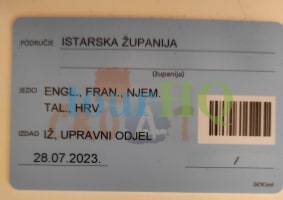 PODRUČJE ISTARSKA ŽUPANIJA
(županija)
JEZICI ENGL., FRAN., NJEM.
TAL., HRV
IZDAO IŽ, UPRAVNI ODJEL
28.07.2023. /